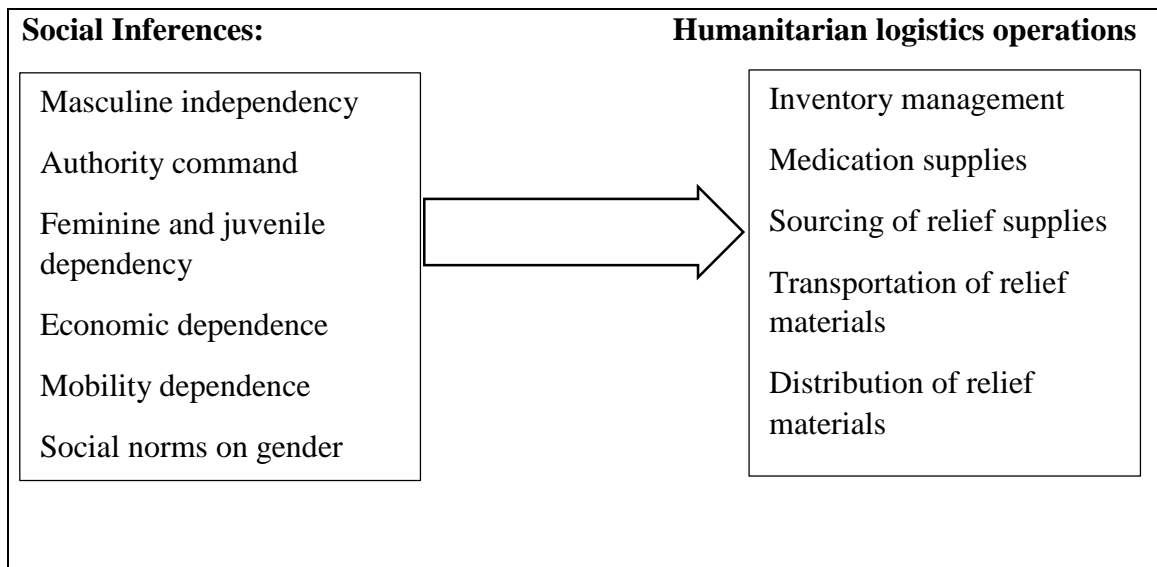 Social Inferences:
Humanitarian logistics operations
Masculine independency
Authority command
Feminine and juvenile
dependency
Economic dependence
Mobility dependence
Social norms on gender
Inventory management
Medication supplies
Sourcing of relief supplies
Transportation of relief
materials
Distribution of relief
materials